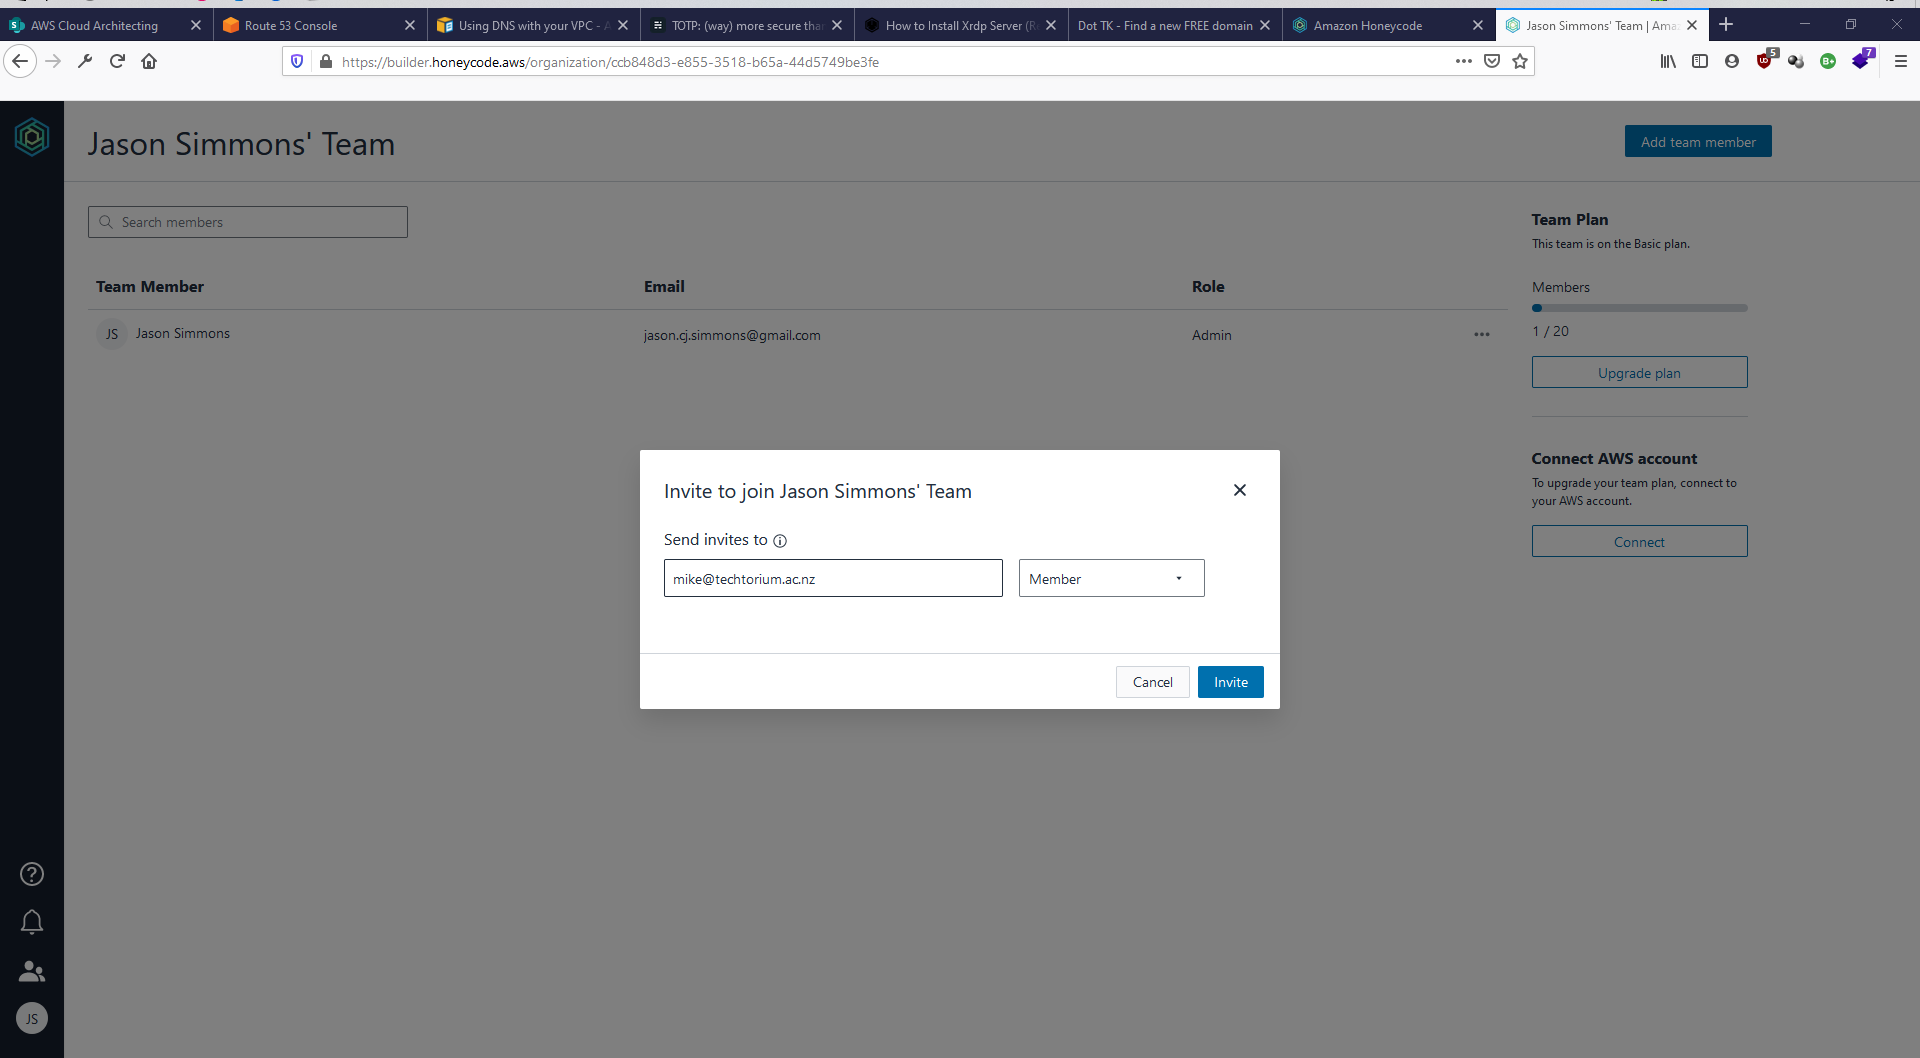 AWS Cloud Architecting
Route 53 Console
Using DNS with your VPC - A
TOTP: (way) more secure than
How to Install Xrdp Server (R
Dot TK - Find a new FREE domain
Amazon Honeycode
Jason Simmons' Team | Ama
https://builder.honeycode.aws/organization/ccb848d3-e855-3518-b65a-44d5749be3fe
5
7
Jason Simmons' Team
Add team member
Search members
Team Member Email Role
JS Jason Simmons jason.cj.simmons@gmail.com Admin
Team Plan
This team is on the Basic plan.
Members
1 / 20
Upgrade plan
Connect AWS account
To upgrade your team plan, connect to
your AWS account.
Connect
Invite to join Jason Simmons' Team
Send invites to
mike@techtorium.ac.nz
Member
Cancel
Invite
JS